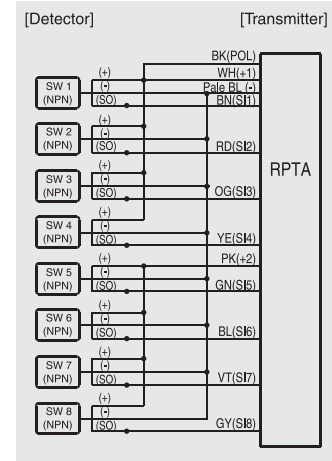 [Detector] [Transmitter]
BK(POL)
(+) WH(+1)
SW 1 (-) Pale BL (-)
(NPN) (SO) BN(SI1)
(+)
SW 2 (-)
(NPN) (SO) RD(SI2)
(+)
SW 3 (-) RPTA
(NPN) (SO) OG(SI3)
(+)
SW 4 (-)
(NPN) (SO) YE(SI4)
(+) PK(+2)
SW 5 (-)
(NPN) (SO) GN(SI5)
(+)
SW 6 (-)
(NPN) (SO) BL(SI6)
(+)
SW 7 (-)
(NPN) (SO) VT(SI7)
(+)
SW 8 (-)
(NPN) (SO) GY(SI8)